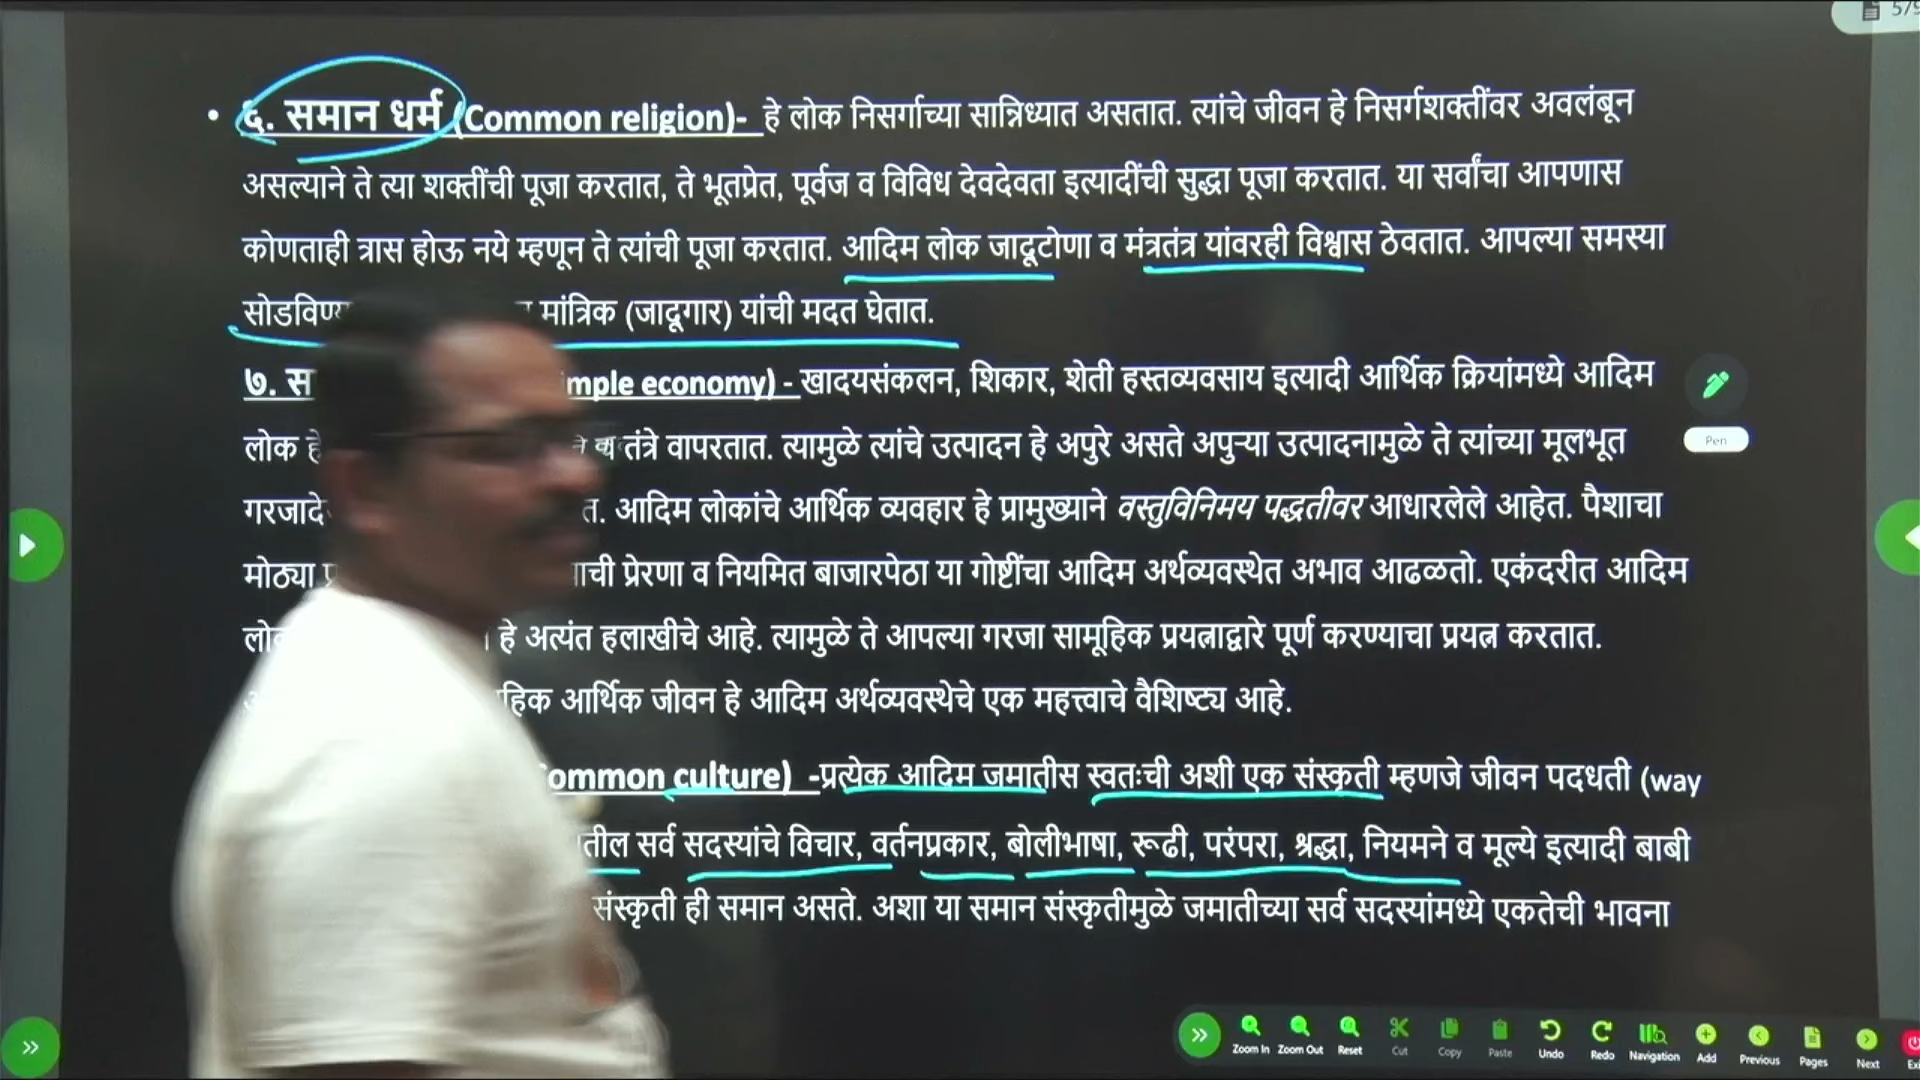 579
• ६. समान धर्म (Common religion)- हे लोक निसर्गाच्या सान्निध्यात असतात. त्यांचे जीवन हे निसर्गशक्तींवर अवलंबून
असल्याने ते त्या शक्तींची पूजा करतात, ते भूतप्रेत, पूर्वज व विविध देवदेवता इत्यादींची सुद्धा पूजा करतात. या सर्वांचा आपणास
कोणताही त्रास होऊ नये म्हणून ते त्यांची पूजा करतात. आदिम लोक जादूटोणा व मंत्रतंत्र यांवरही विश्वास ठेवतात. आपल्या समस्या
मांत्रिक (जादूगार) यांची मदत घेतात.
७. economy) - खादयसंकलन, शिकार, शेती हस्तव्यवसाय इत्यादी आर्थिक क्रियांमध्ये आदिम
लोक तंत्रे वापरतात. त्यामुळे त्यांचे उत्पादन हे अपुरे असते अपुऱ्या उत्पादनामुळे ते त्यांच्या मूलभूत
आदिम लोकांचे आर्थिक व्यवहार हे प्रामुख्याने वस्तुविनिमय पद्धतीवर आधारलेले आहेत. पैशाचा
मोठ्या प्रेरणा व नियमित बाजारपेठा या गोष्टींचा आदिम अर्थव्यवस्थेत अभाव आढळतो. एकंदरीत आदिम
हे अत्यंत हलाखीचे आहे. त्यामुळे ते आपल्या गरजा सामूहिक प्रयत्नाद्वारे पूर्ण करण्याचा प्रयत्न करतात.
आर्थिक जीवन हे आदिम अर्थव्यवस्थेचे एक महत्त्वाचे वैशिष्ट्य आहे.
culture) -प्रत्येक आदिम जमातीस स्वतःची अशी एक संस्कृती म्हणजे जीवन पदधती (way
सर्व सदस्यांचे विचार, वर्तनप्रकार, बोलीभाषा, रूढी, परंपरा, श्रद्धा, नियमने व मूल्ये इत्यादी बाबी
संस्कृती ही समान असते. अशा या समान संस्कृतीमुळे जमातीच्या सर्व सदस्यांमध्ये एकतेची भावना
Pen
Zoom In Zoom Out Reset Cut Copy Paste Undo Redo Navigation Add Previous Pages Next